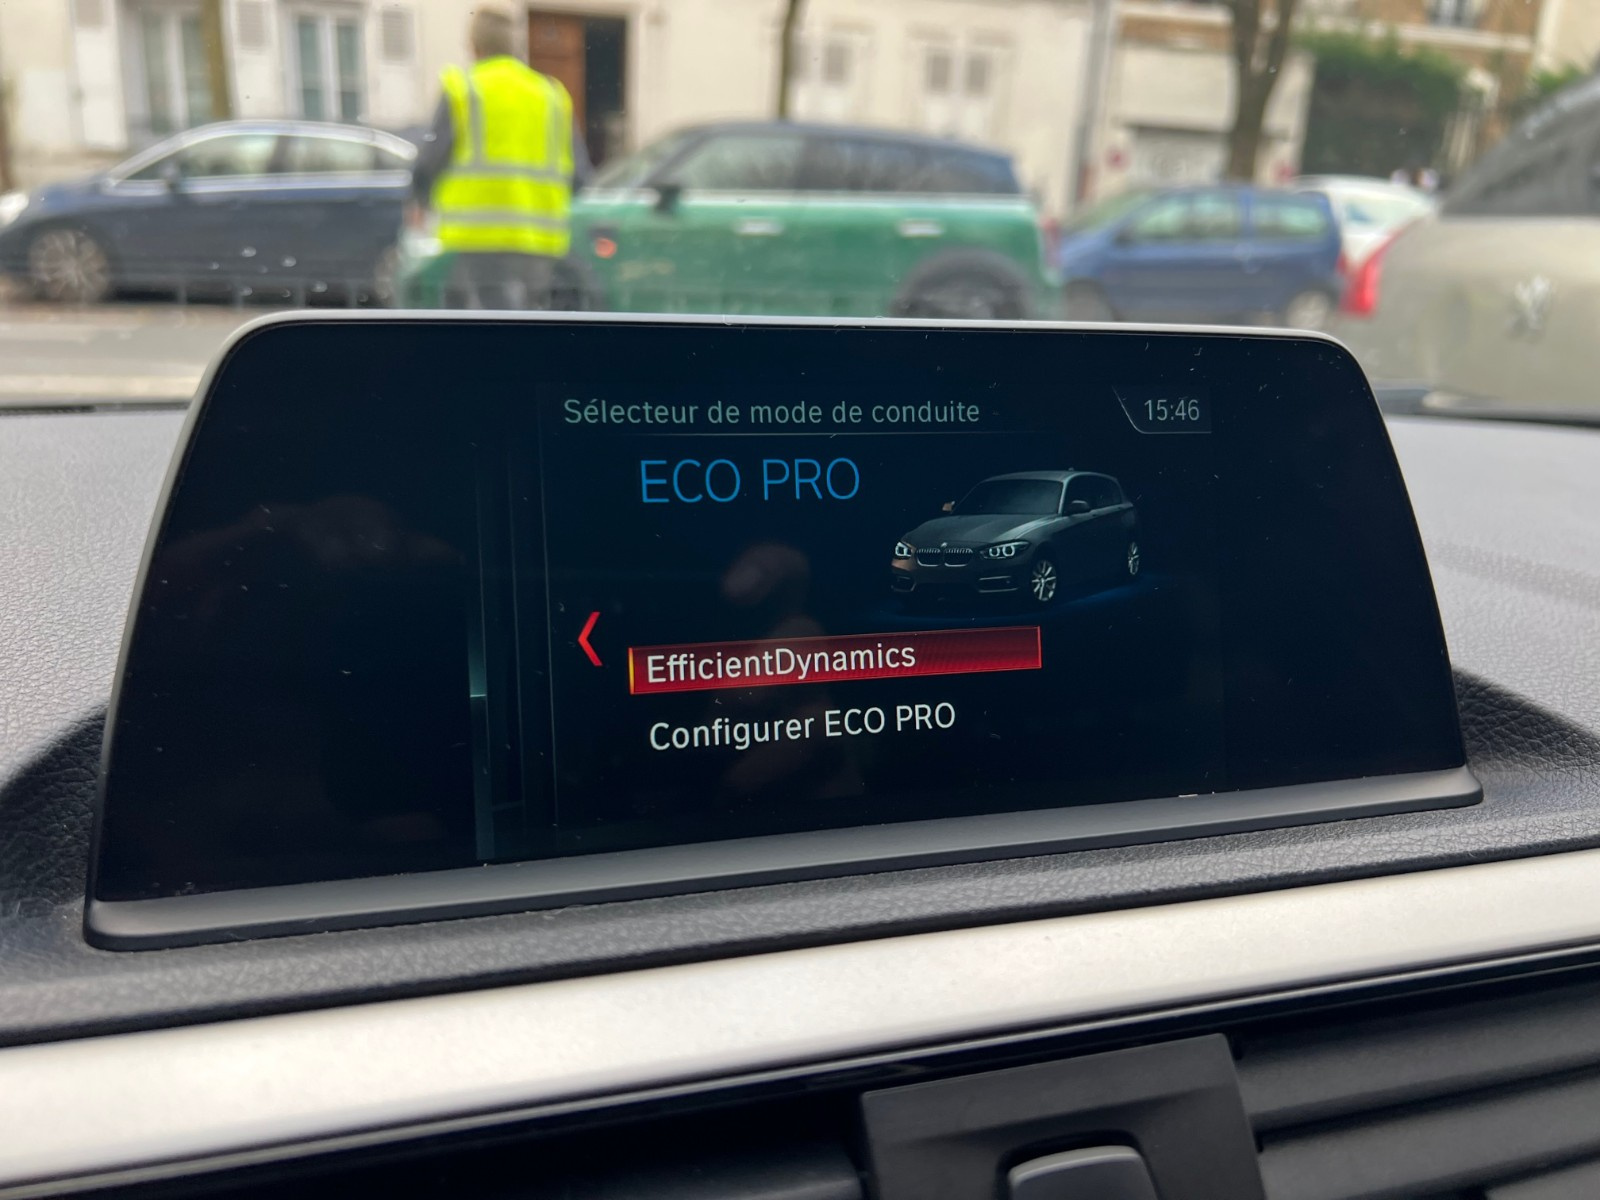 Sélecteur de mode de conduite
15:46
ECO PRO
EfficientDynamics
Configurer ECO PRO